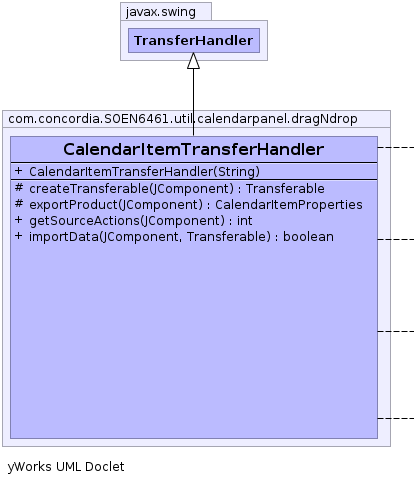 javax.swing
TransferHandler
com.concordia.SOEN6461.util.calendarpanel.dragNdrop
CalendarItemTransferHandler
+ CalendarItemTransferHandler(String)
# createTransferable(JComponent) : Transferable
# exportProduct(JComponent) : CalendarItemProperties
+ getSourceActions(JComponent) : int
+ importData(JComponent, Transferable) : boolean
yWorks UML Doclet